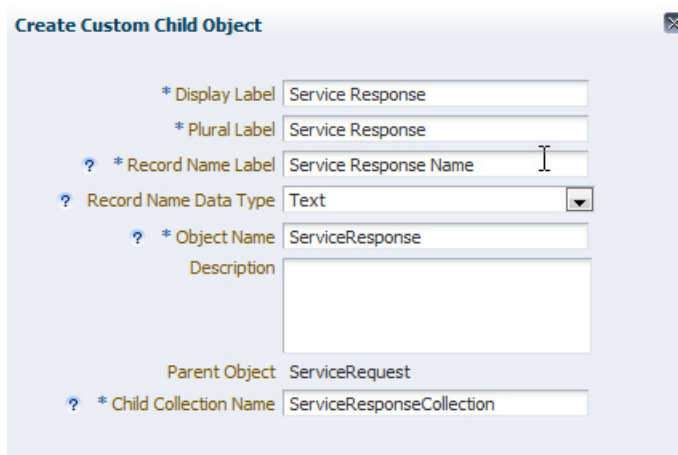 Create Custom Child Object
* Display Label Service Response
* Plural Label Service Response
? * Record Name Label Service Response Name
? Record Name Data Type Text
? * Object Name ServiceResponse
Description
Parent Object ServiceRequest
? * Child Collection Name ServiceResponseCollection